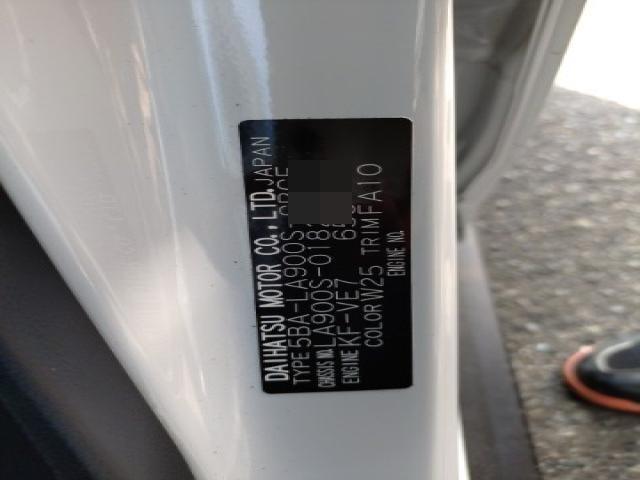 DAIHATSU MOTOR CO., LTD. JAPAN
TYPE 5BA-LA900S
CHASSIS NO. LA900S-018
ENGINE KF-VE7
COLOR W25 TRIM FA10
ENGINE NO.